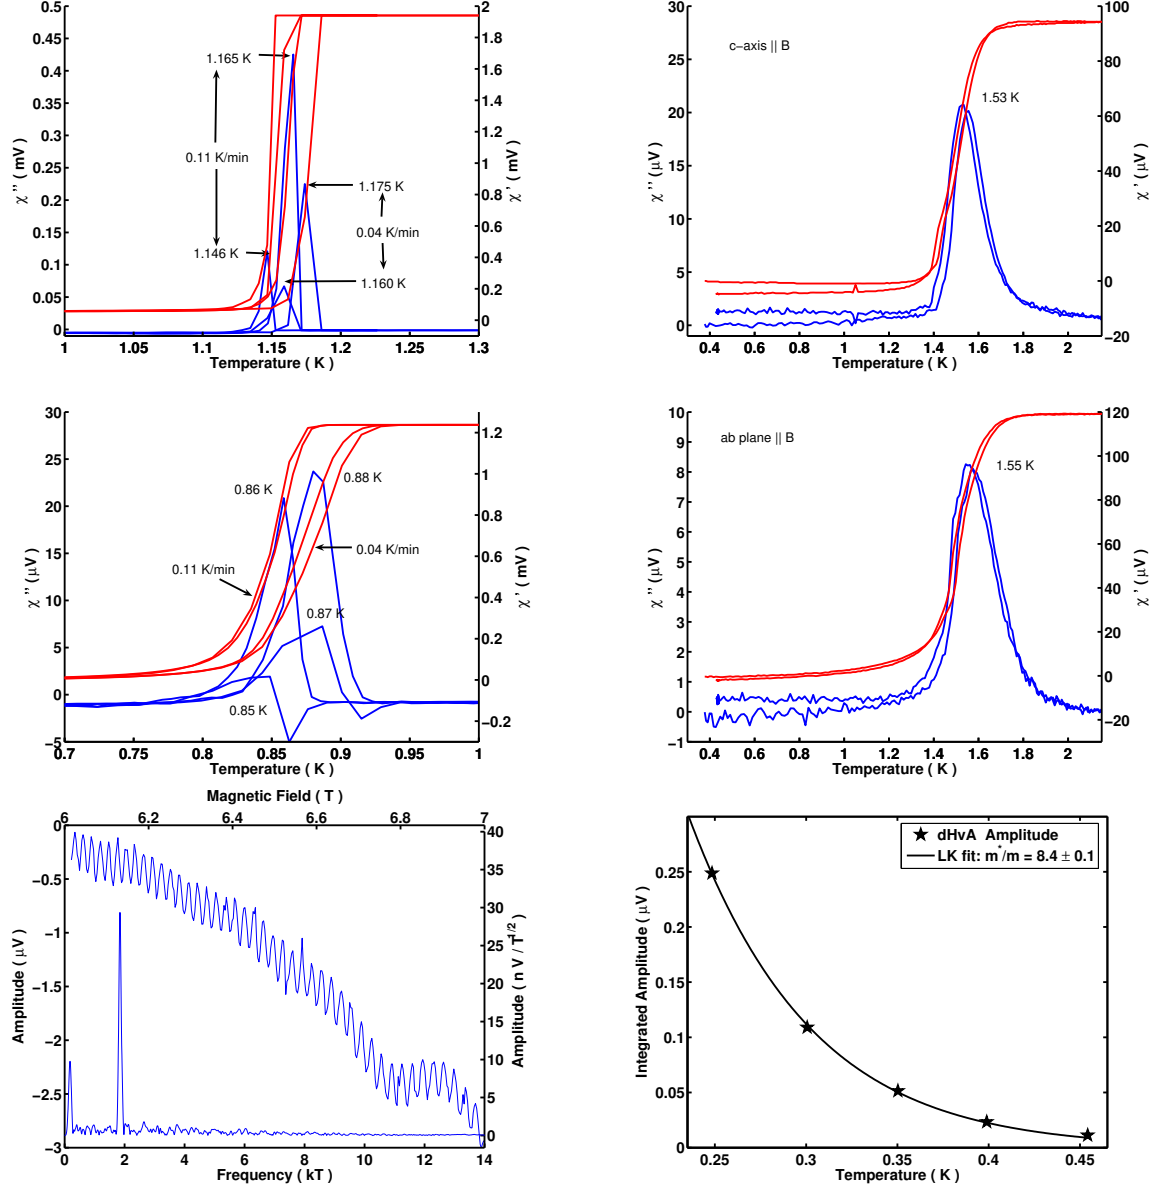 0.5
0.45
0.4
0.35
0.3
0.25
0.2
0.15
0.1
0.05
0
χ '' ( mV )
2
1.8
1.6
1.4
1.2
1
0.8
0.6
0.4
0.2
0
χ ' ( mV )
1.165 K
0.11 K/min
1.146 K
1.175 K
0.04 K/min
1.160 K
1 1.05 1.1 1.15 1.2 1.25 1.3
Temperature ( K )
30
25
20
15
10
5
0
χ '' (μV )
100
80
60
40
20
0
−20
χ ' ( μV )
c−axis || B
1.53 K
0.4 0.6 0.8 1 1.2 1.4 1.6 1.8 2
Temperature ( K )
30
25
20
15
10
5
0
−5
χ '' ( μV )
1.2
1
0.8
0.6
0.4
0.2
0
−0.2
χ ' ( mV )
0.86 K
0.88 K
0.04 K/min
0.11 K/min
0.87 K
0.85 K
0.7 0.75 0.8 0.85 0.9 0.95 1
Temperature ( K )
10
9
8
7
6
5
4
3
2
1
0
−1
χ '' ( μV )
120
100
80
60
40
20
0
−20
χ ' ( μV )
ab plane || B
1.55 K
0.4 0.6 0.8 1 1.2 1.4 1.6 1.8 2
Temperature ( K )
Magnetic Field ( T )
6 6.2 6.4 6.6 6.8 7
0
−0.5
−1
−1.5
−2
−2.5
−3
Amplitude ( μV )
40
35
30
25
20
15
10
5
0
Amplitude ( n V / T^1/2 )
0 2 4 6 8 10 12 14
Frequency ( kT )
0.25
0.2
0.15
0.1
0.05
0
Integrated Amplitude ( μV )
dHvA Amplitude
LK fit: m*/m = 8.4 ± 0.1
0.25 0.3 0.35 0.4 0.45
Temperature ( K )